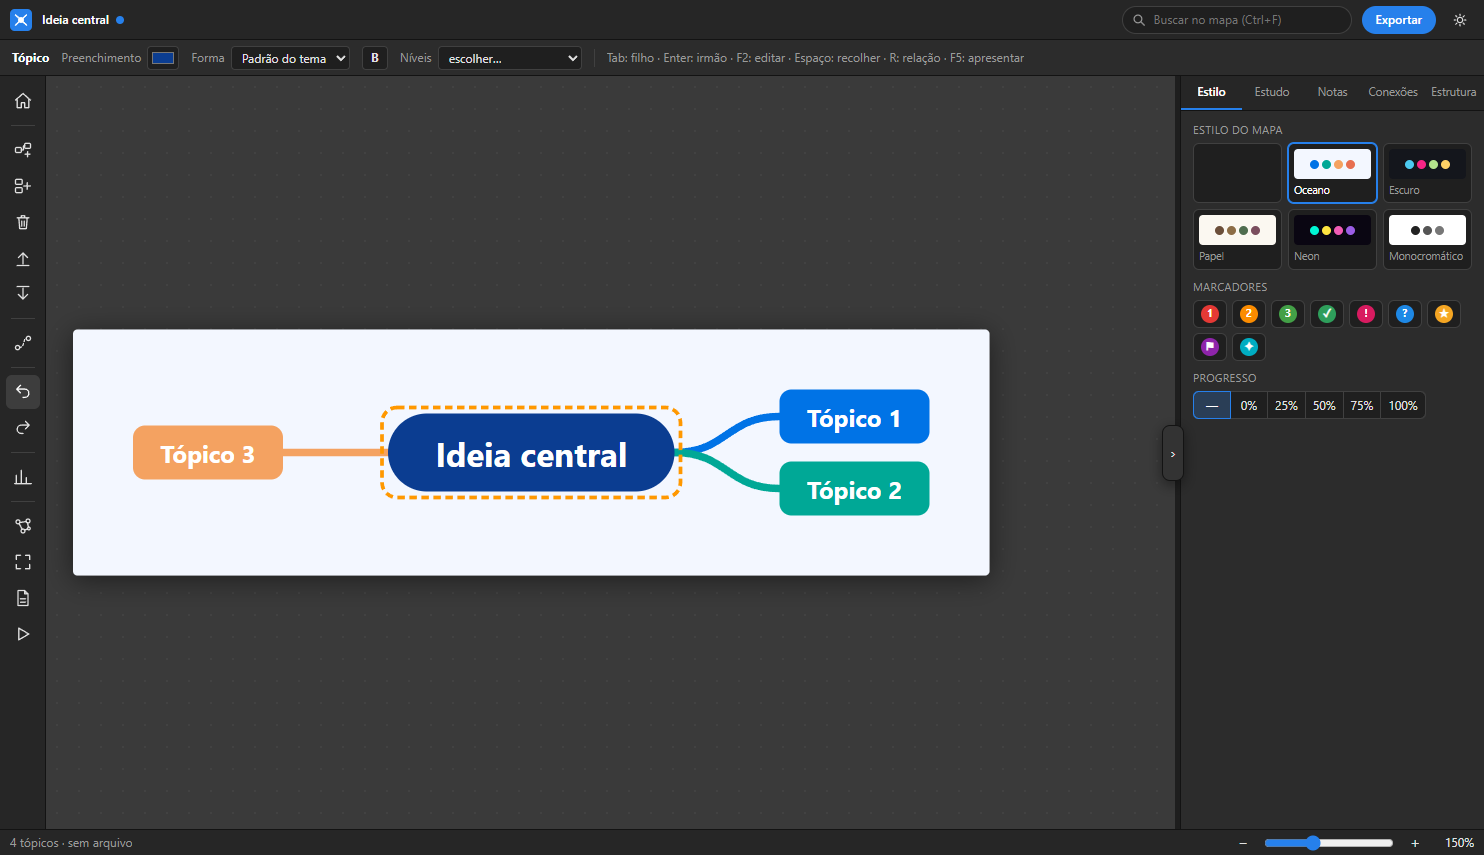 Ideia central
Buscar no mapa (Ctrl+F)
Exportar
Tópico
Preenchimento
Forma
Padrão do tema
B
Níveis
escolher...
Tab: filho · Enter: irmão · F2: editar · Espaço: recolher · R: relação · F5: apresentar
Estilo
Estudo
Notas
Conexões
Estrutura
ESTILO DO MAPA
Oceano
Escuro
Papel
Neon
Monocromático
MARCADORES
1
2
3
!
?
PROGRESSO
—
0%
25%
50%
75%
100%
Tópico 3
Ideia central
Tópico 1
Tópico 2
4 tópicos · sem arquivo
150%